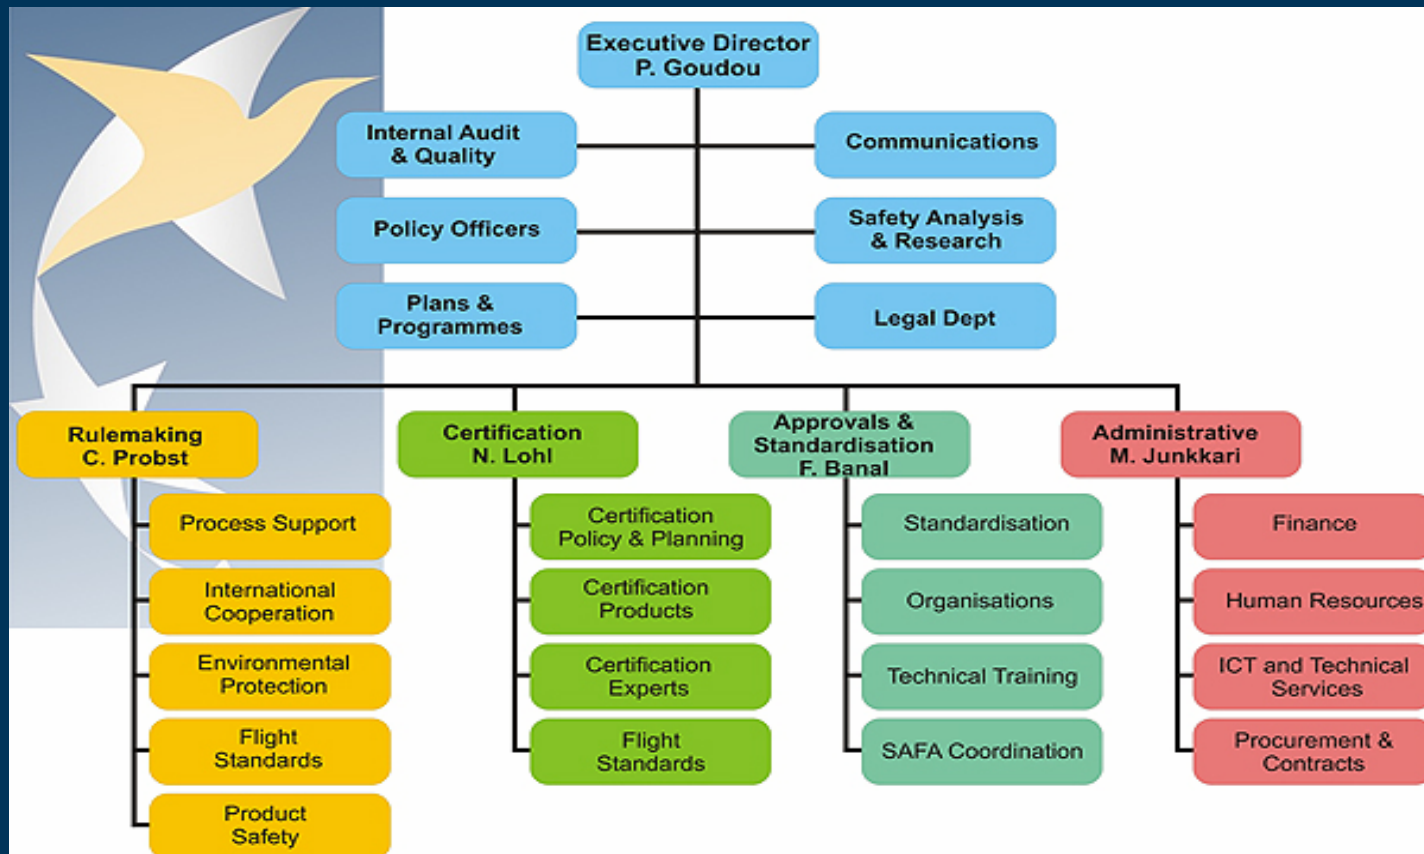 Executive Director
P. Goudou
Internal Audit
& Quality
Communications
Policy Officers
Safety Analysis
& Research
Plans &
Programmes
Legal Dept
Rulemaking
C. Probst
Process Support
International
Cooperation
Environmental
Protection
Flight
Standards
Product
Safety
Certification
N. Lohl
Certification
Policy & Planning
Certification
Products
Certification
Experts
Flight
Standards
Approvals &
Standardisation
F. Banal
Standardisation
Organisations
Technical Training
SAFA Coordination
Administrative
M. Junkkari
Finance
Human Resources
ICT and Technical
Services
Procurement &
Contracts